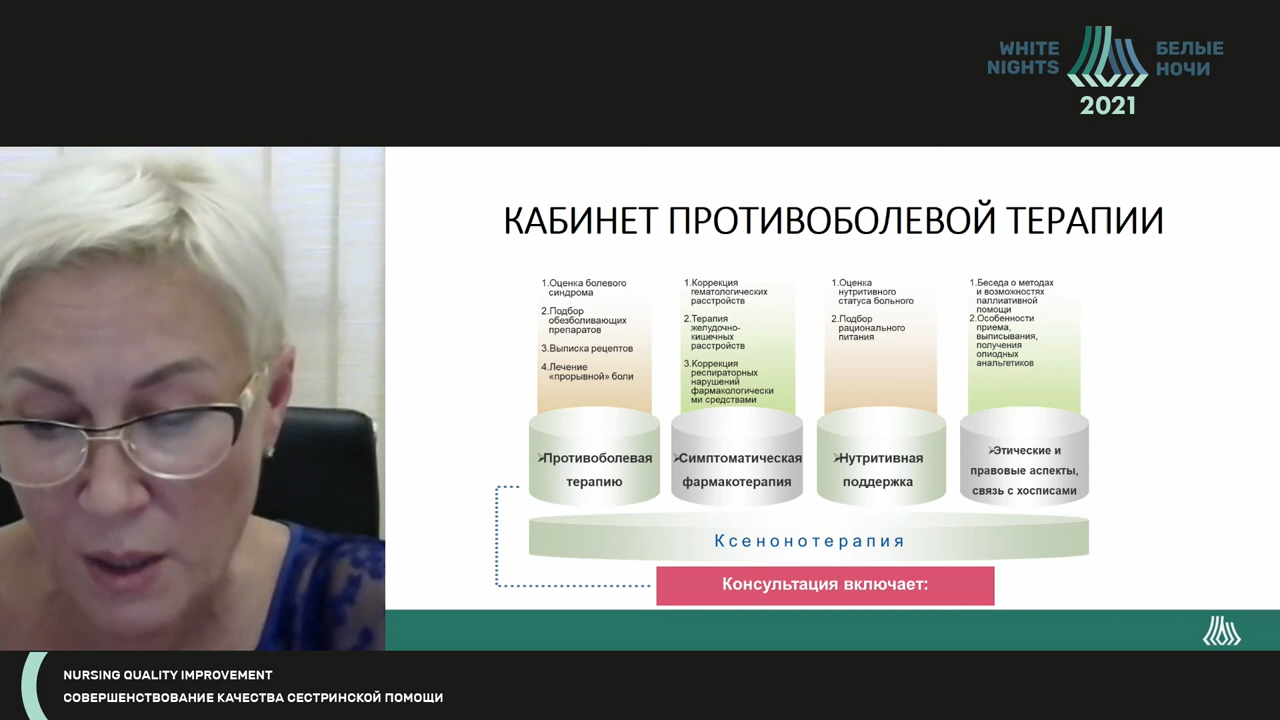 WHITE
NIGHTS
БЕЛЫЕ
НОЧИ
2021
КАБИНЕТ ПРОТИВОБОЛЕВОЙ ТЕРАПИИ
1.Оценка болевого
синдрома
2.Подбор
обезболивающих
препаратов
3.Выписка рецептов
4.Лечение
«прорывной» боли
➢Противоболевая
терапию
1.Коррекция
гематологических
расстройств
2.Терапия
желудочно-
кишечных
расстройств
3.Коррекция
респираторных
нарушений
фармакологически
ми средствами
➢Симптоматическая
фармакотерапия
1.Оценка
нутритивного
статуса больного
2.Подбор
рационального
питания
➢Нутритивная
поддержка
1.Беседа о методах
и возможностях
паллиативной
помощи
2.Особенности
приема,
выписывания,
получения
опиодных
анальгетиков
➢Этические и
правовые аспекты,
связь с хосписами
Ксенонотерапия
Консультация включает:
NURSING QUALITY IMPROVEMENT
СОВЕРШЕНСТВОВАНИЕ КАЧЕСТВА СЕСТРИНСКОЙ ПОМОЩИ